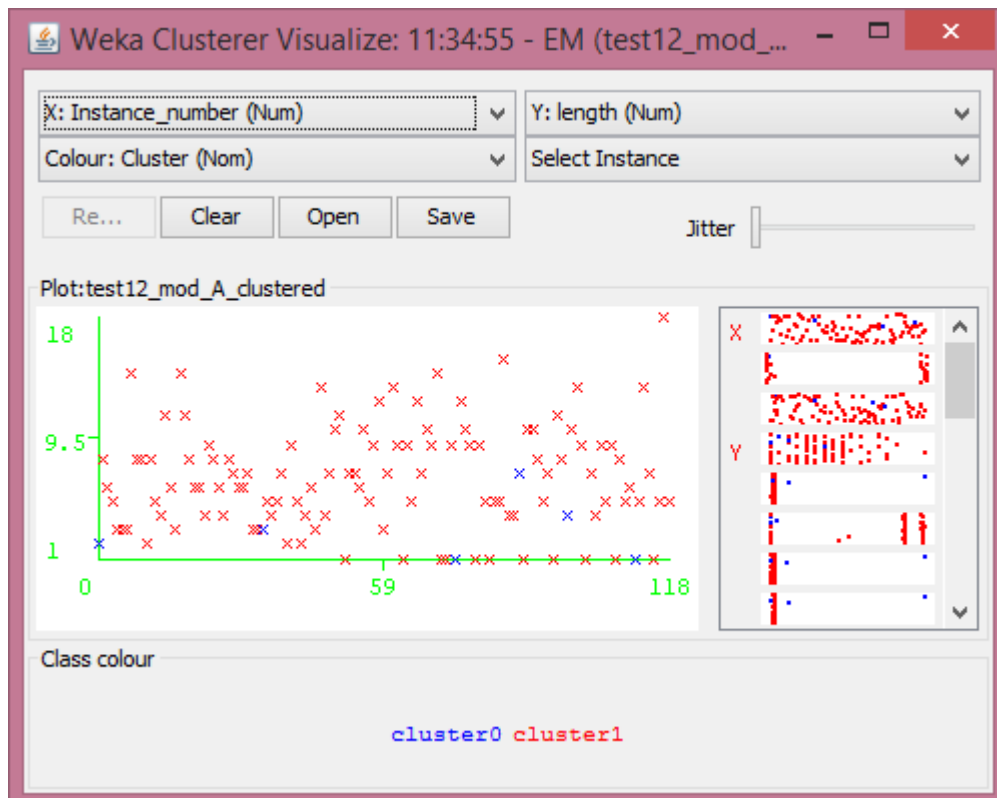 Weka Clusterer Visualize: 11:34:55 - EM (test12_mod_...
X: Instance_number (Num)
Y: length (Num)
Colour: Cluster (Nom)
Select Instance
Re...
Clear
Open
Save
Jitter
Plot:test12_mod_A_clustered
18
9.5
1
0
59
118
X
Y
Class colour
cluster0 cluster1